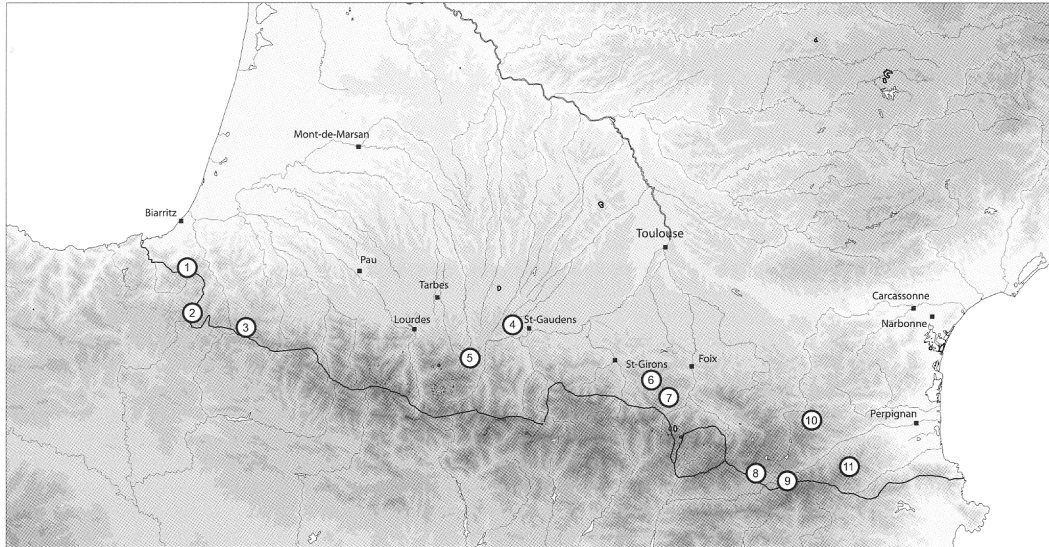 Mont-de-Marsan
Biarritz
Toulouse
Pau
1
Tarbes
Carcassonne
2
Lourdes
4
St-Gaudens
Narbonne
3
5
St-Girons
Foix
6
7
Perpignan
10
11
8
9